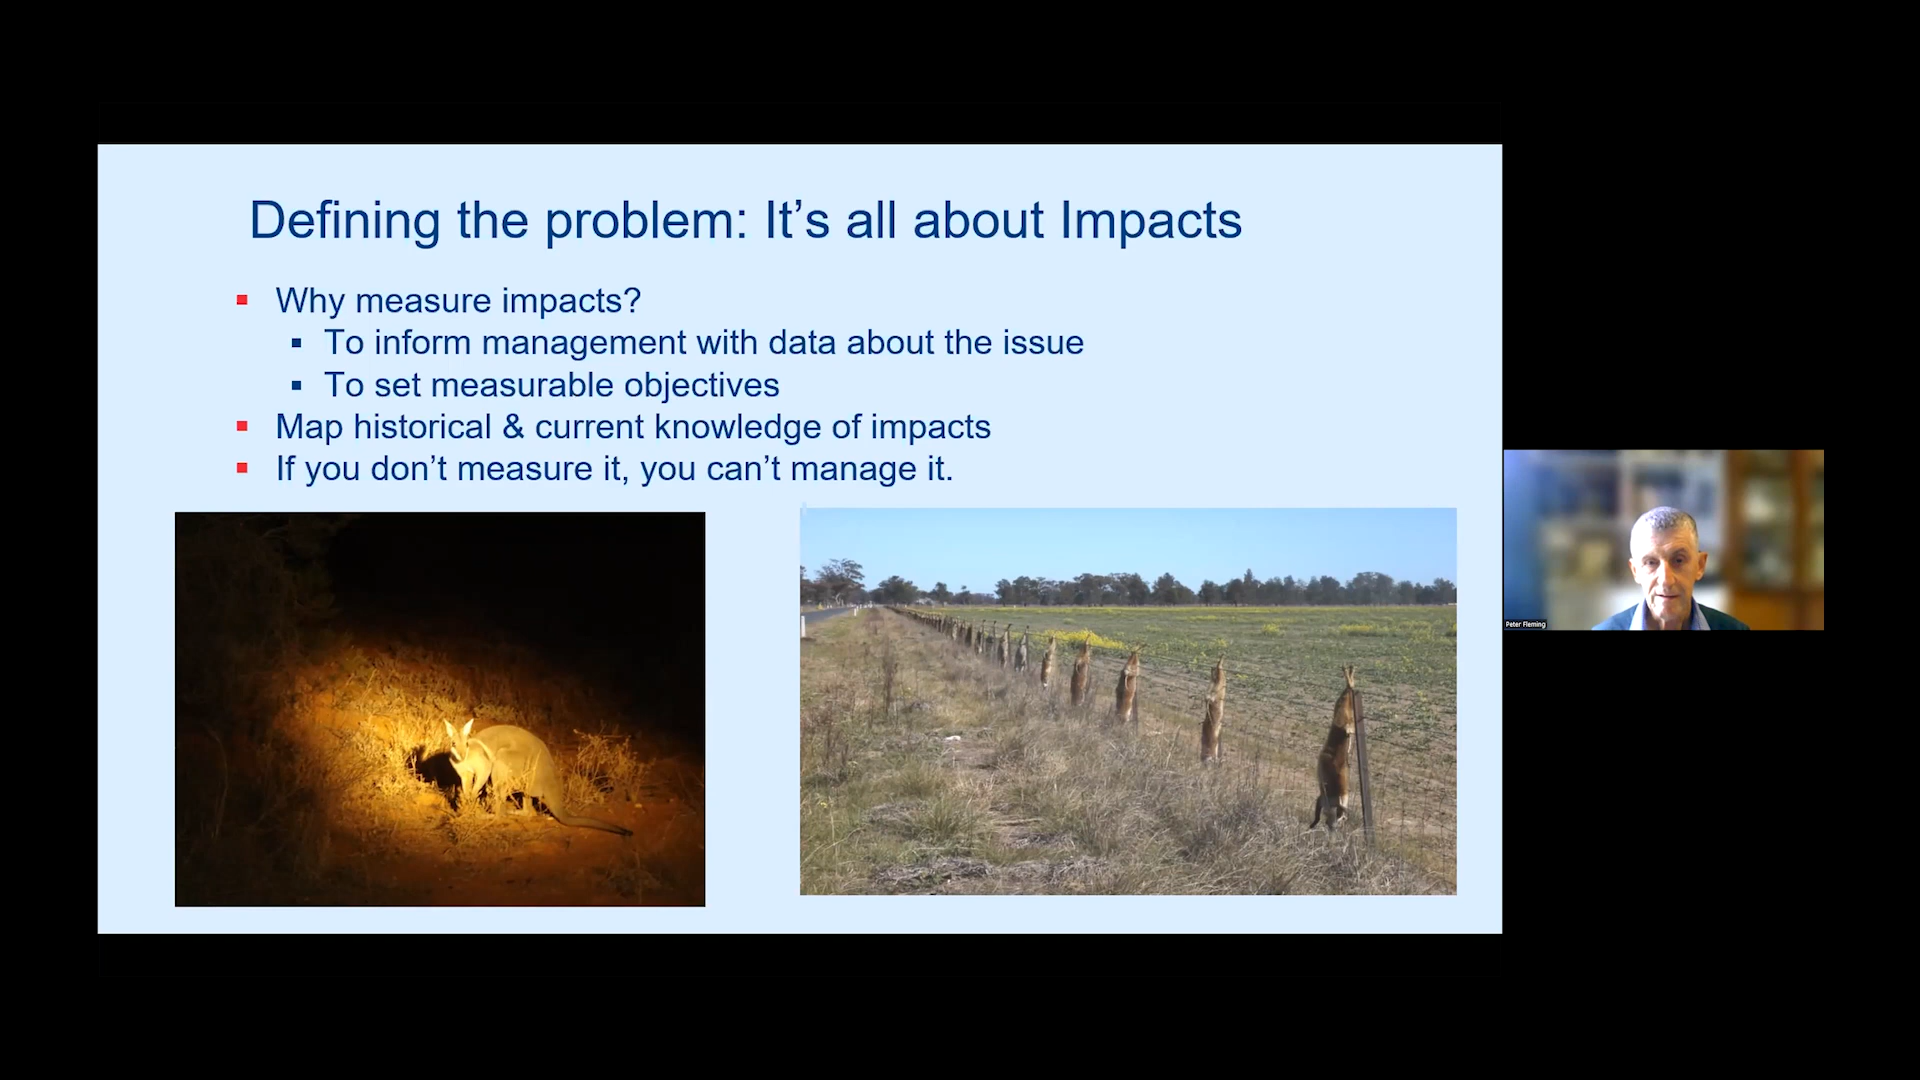 Defining the problem: It’s all about Impacts
Why measure impacts?
To inform management with data about the issue
To set measurable objectives
Map historical & current knowledge of impacts
If you don’t measure it, you can’t manage it.
Peter Fleming